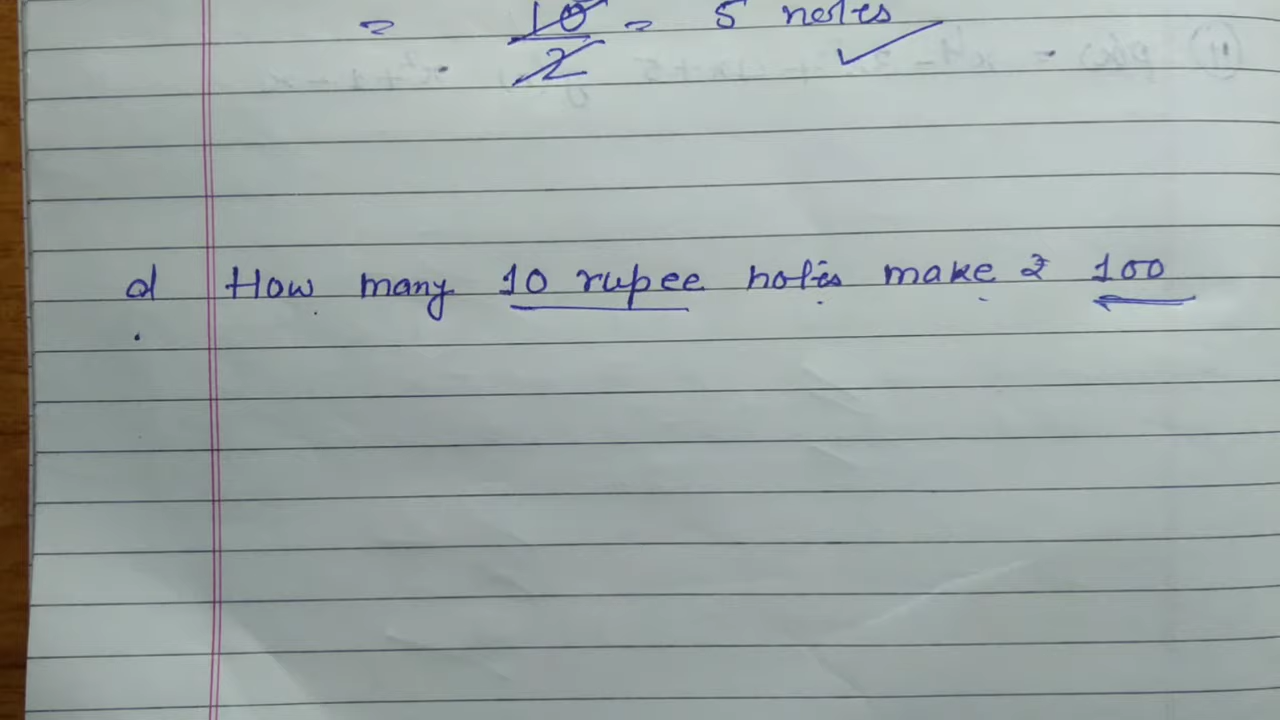 = 10/2 = 5 notes ✓
d How many 10 rupee notes make ₹ 100